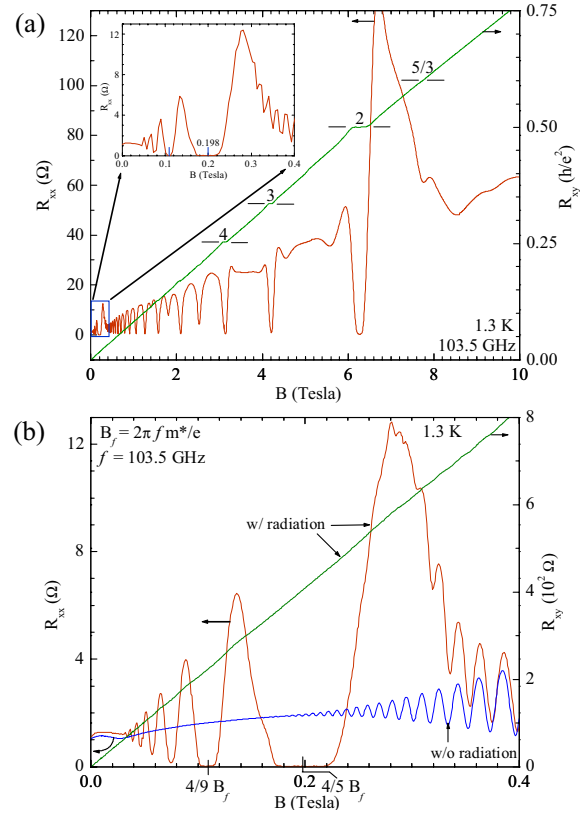 (a)
120
100
80
60
40
20
0
R_xx (Ω)
12
8
4
0
R_xx (Ω)
0.198
0.0 0.1 0.2 0.3 0.4
B (Tesla)
5/3
2
3
4
0.75
0.50
0.25
0.00
R_xy (h/e²)
1.3 K
103.5 GHz
0 2 4 6 8 10
B (Tesla)
(b)
B_f = 2π f m*/e
f = 103.5 GHz
1.3 K
12
8
4
0
R_xx (Ω)
w/ radiation
w/o radiation
8
6
4
2
0
R_xy (10² Ω)
0.0 0.2 0.4
4/9 B_f 4/5 B_f
B (Tesla)